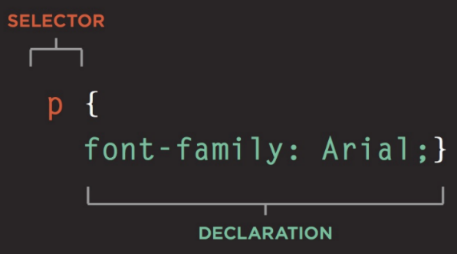 SELECTOR
p {
font-family: Arial;}
DECLARATION